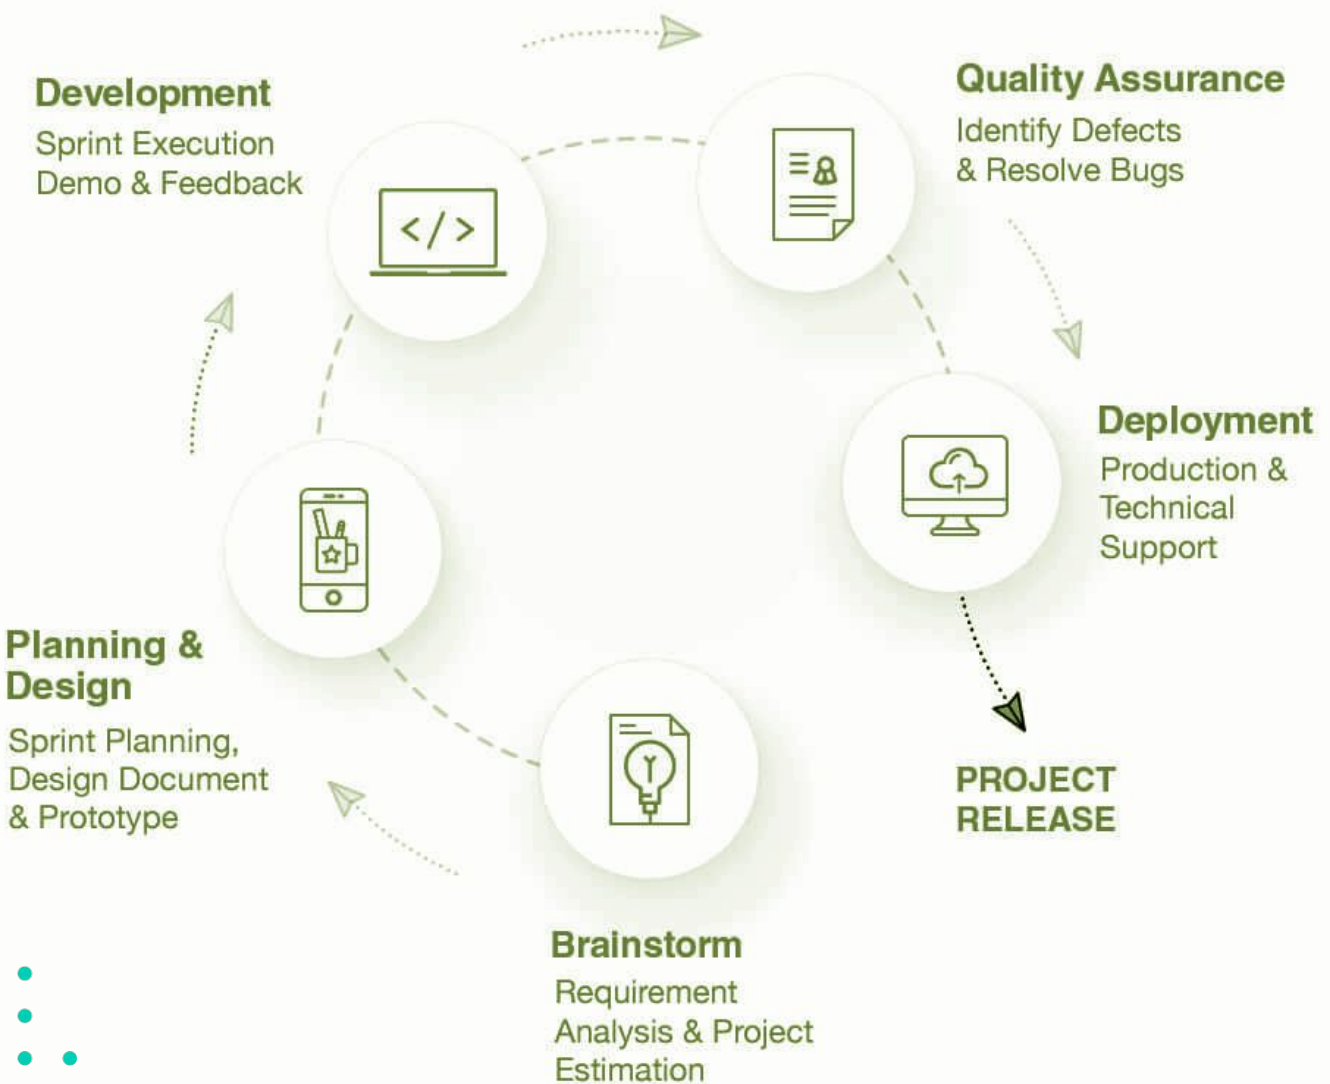 Development
Sprint Execution
Demo & Feedback
Quality Assurance
Identify Defects
& Resolve Bugs
</>
Deployment
Production &
Technical
Support
Planning &
Design
Sprint Planning,
Design Document
& Prototype
PROJECT
RELEASE
Brainstorm
Requirement
Analysis & Project
Estimation